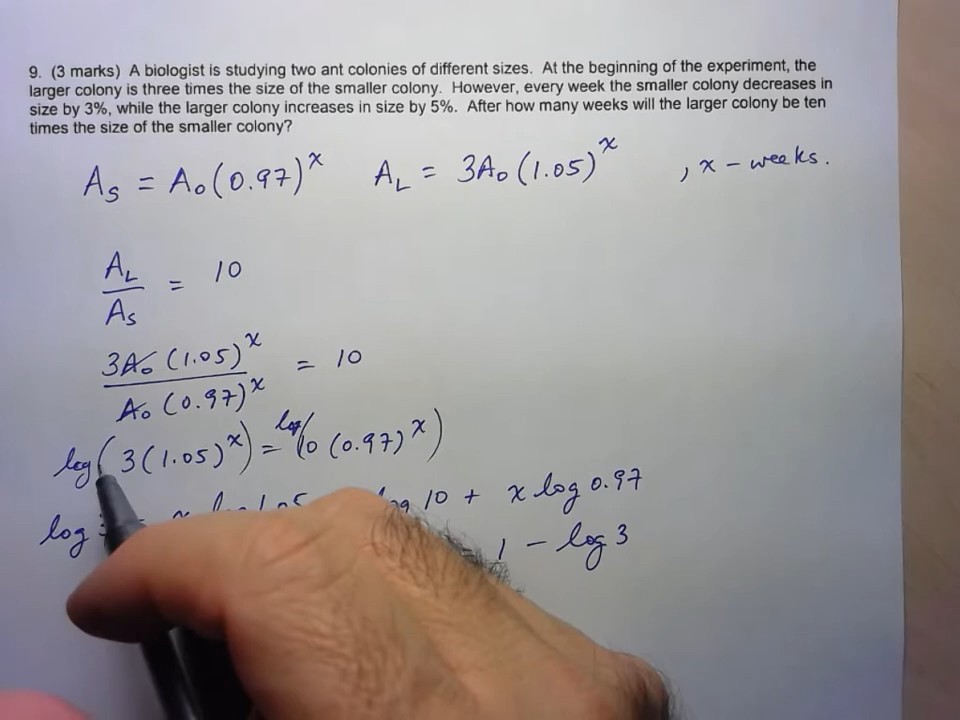 9. (3 marks) A biologist is studying two ant colonies of different sizes. At the beginning of the experiment, the
larger colony is three times the size of the smaller colony. However, every week the smaller colony decreases in
size by 3%, while the larger colony increases in size by 5%. After how many weeks will the larger colony be ten
times the size of the smaller colony?
A_S = A_0 (0.97)^x A_L = 3A_0 (1.05)^x , x - weeks.
A_L / A_S = 10
3A_0 (1.05)^x / A_0 (0.97)^x = 10
log(3(1.05)^x) = log(10 (0.97)^x)
log 10 + x log 0.97
= 1 - log 3